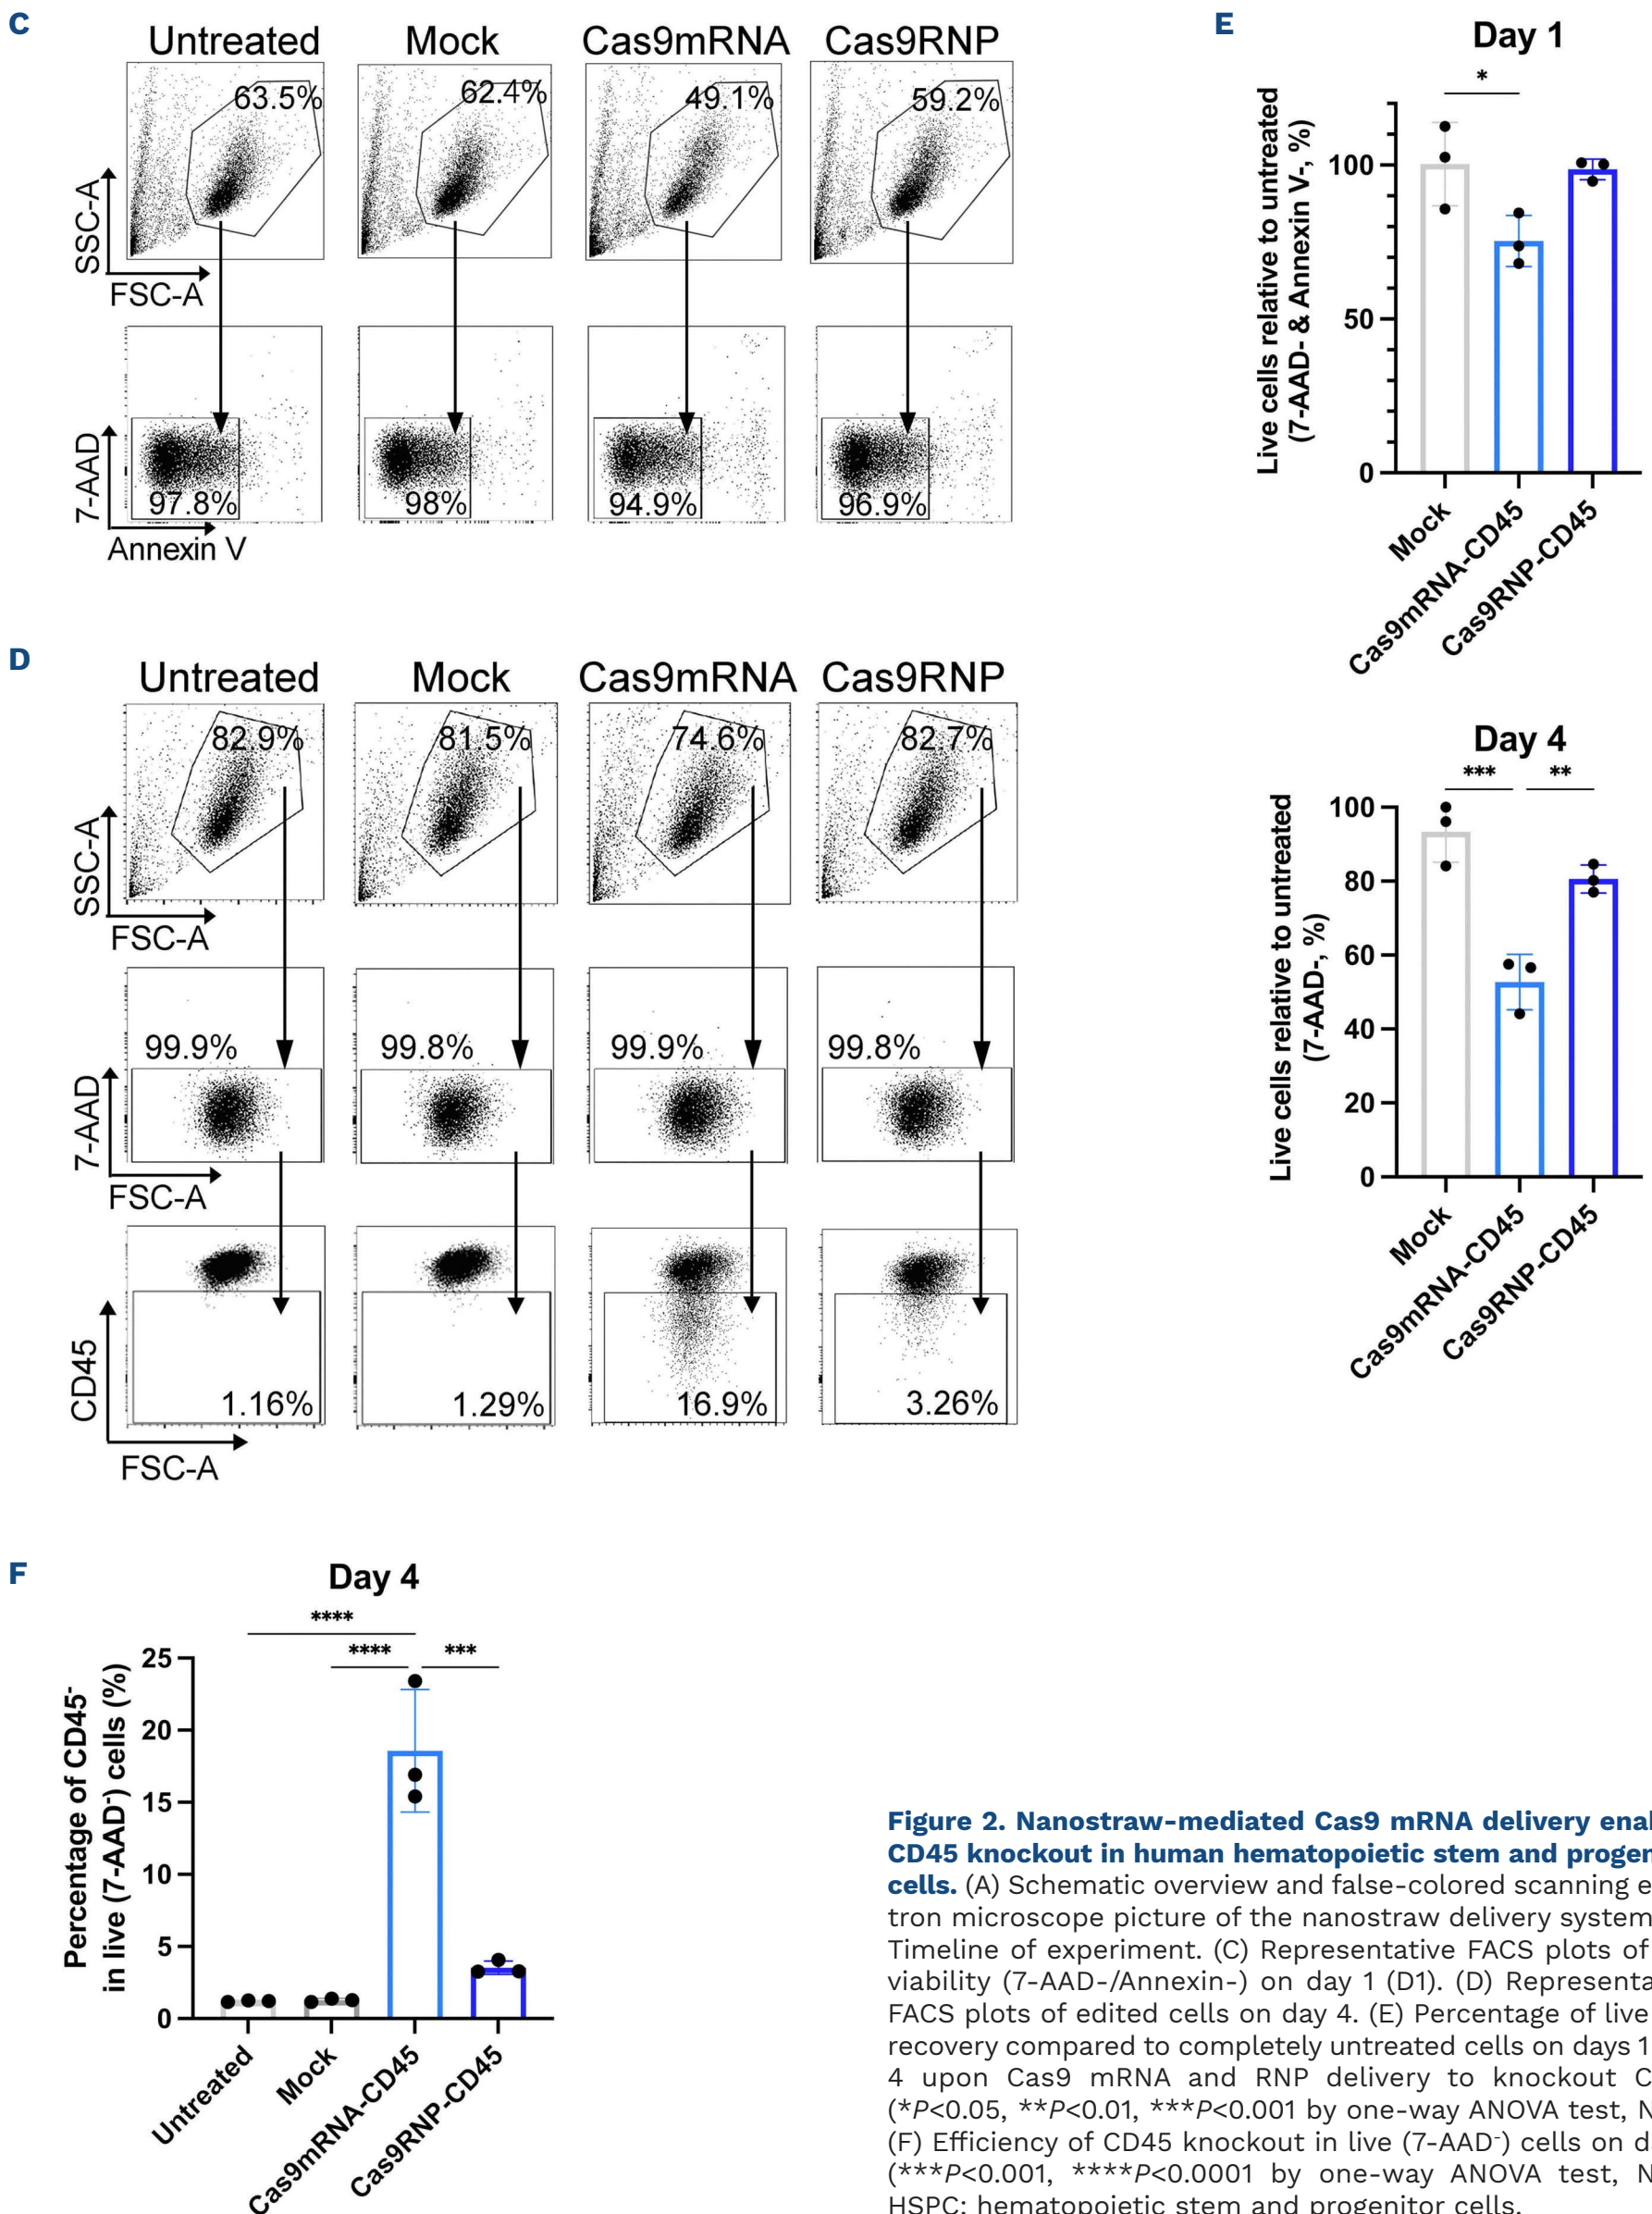 C
Untreated Mock Cas9mRNA Cas9RNP
63.5% 62.4% 49.1% 59.2%
SSC-A
FSC-A
7-AAD
97.8% 98% 94.9% 96.9%
Annexin V
E
Day 1
*
Live cells relative to untreated
(7-AAD- & Annexin V-, %)
100
50
0
Mock
Cas9mRNA-CD45
Cas9RNP-CD45
D
Untreated Mock Cas9mRNA Cas9RNP
82.9% 81.5% 74.6% 82.7%
SSC-A
FSC-A
99.9% 99.8% 99.9% 99.8%
7-AAD
FSC-A
CD45
1.16% 1.29% 16.9% 3.26%
FSC-A
Day 4
*** **
Live cells relative to untreated
(7-AAD-, %)
100
80
60
40
20
0
Mock
Cas9mRNA-CD45
Cas9RNP-CD45
F
Day 4
****
**** ***
Percentage of CD45-
in live (7-AAD-) cells (%)
25
20
15
10
5
0
Untreated
Mock
Cas9mRNA-CD45
Cas9RNP-CD45
Figure 2. Nanostraw-mediated Cas9 mRNA delivery
CD45 knockout in human hematopoietic stem and
cells. (A) Schematic overview and false-colored scanning
tron microscope picture of the nanostraw delivery system
Timeline of experiment. (C) Representative FACS plots of
viability (7-AAD-/Annexin-) on day 1 (D1). (D)
FACS plots of edited cells on day 4. (E) Percentage of live
recovery compared to completely untreated cells on days 1
4 upon Cas9 mRNA and RNP delivery to knockout
(*P<0.05, **P<0.01, ***P<0.001 by one-way ANOVA test,
(F) Efficiency of CD45 knockout in live (7-AAD-) cells on
(***P<0.001, ****P<0.0001 by one-way ANOVA test,
HSPC: hematopoietic stem and progenitor cells.